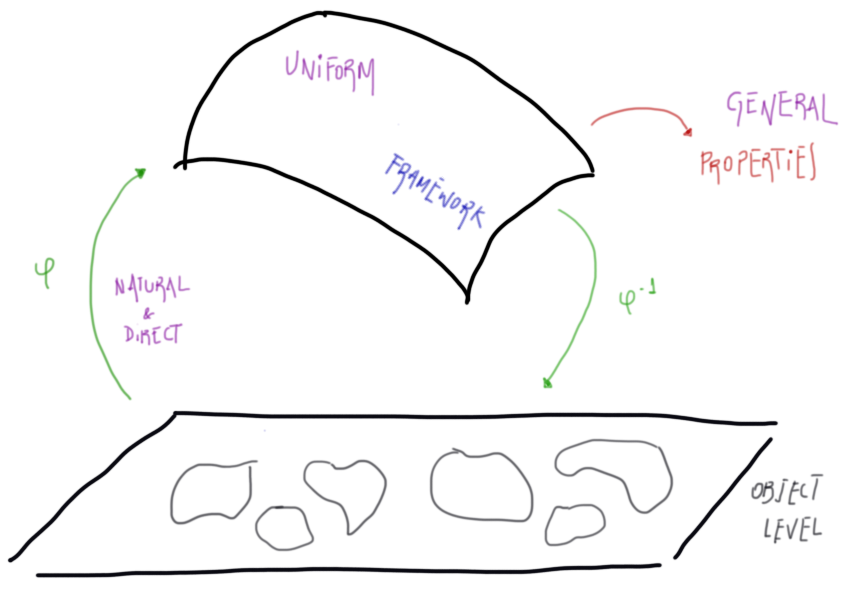 UNIFORM
FRAMEWORK
GENERAL
PROPERTIES
φ
NATURAL
&
DIRECT
φ⁻¹
OBJECT
LEVEL